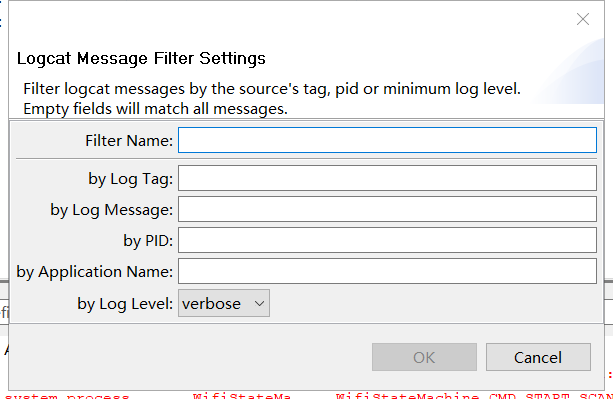 Logcat Message Filter Settings
Filter logcat messages by the source's tag, pid or minimum log level.
Empty fields will match all messages.
Filter Name:
by Log Tag:
by Log Message:
by PID:
by Application Name:
by Log Level: verbose
OK Cancel
system_process WifiStateMa... WifiStateMachine CMD_START_SCAN